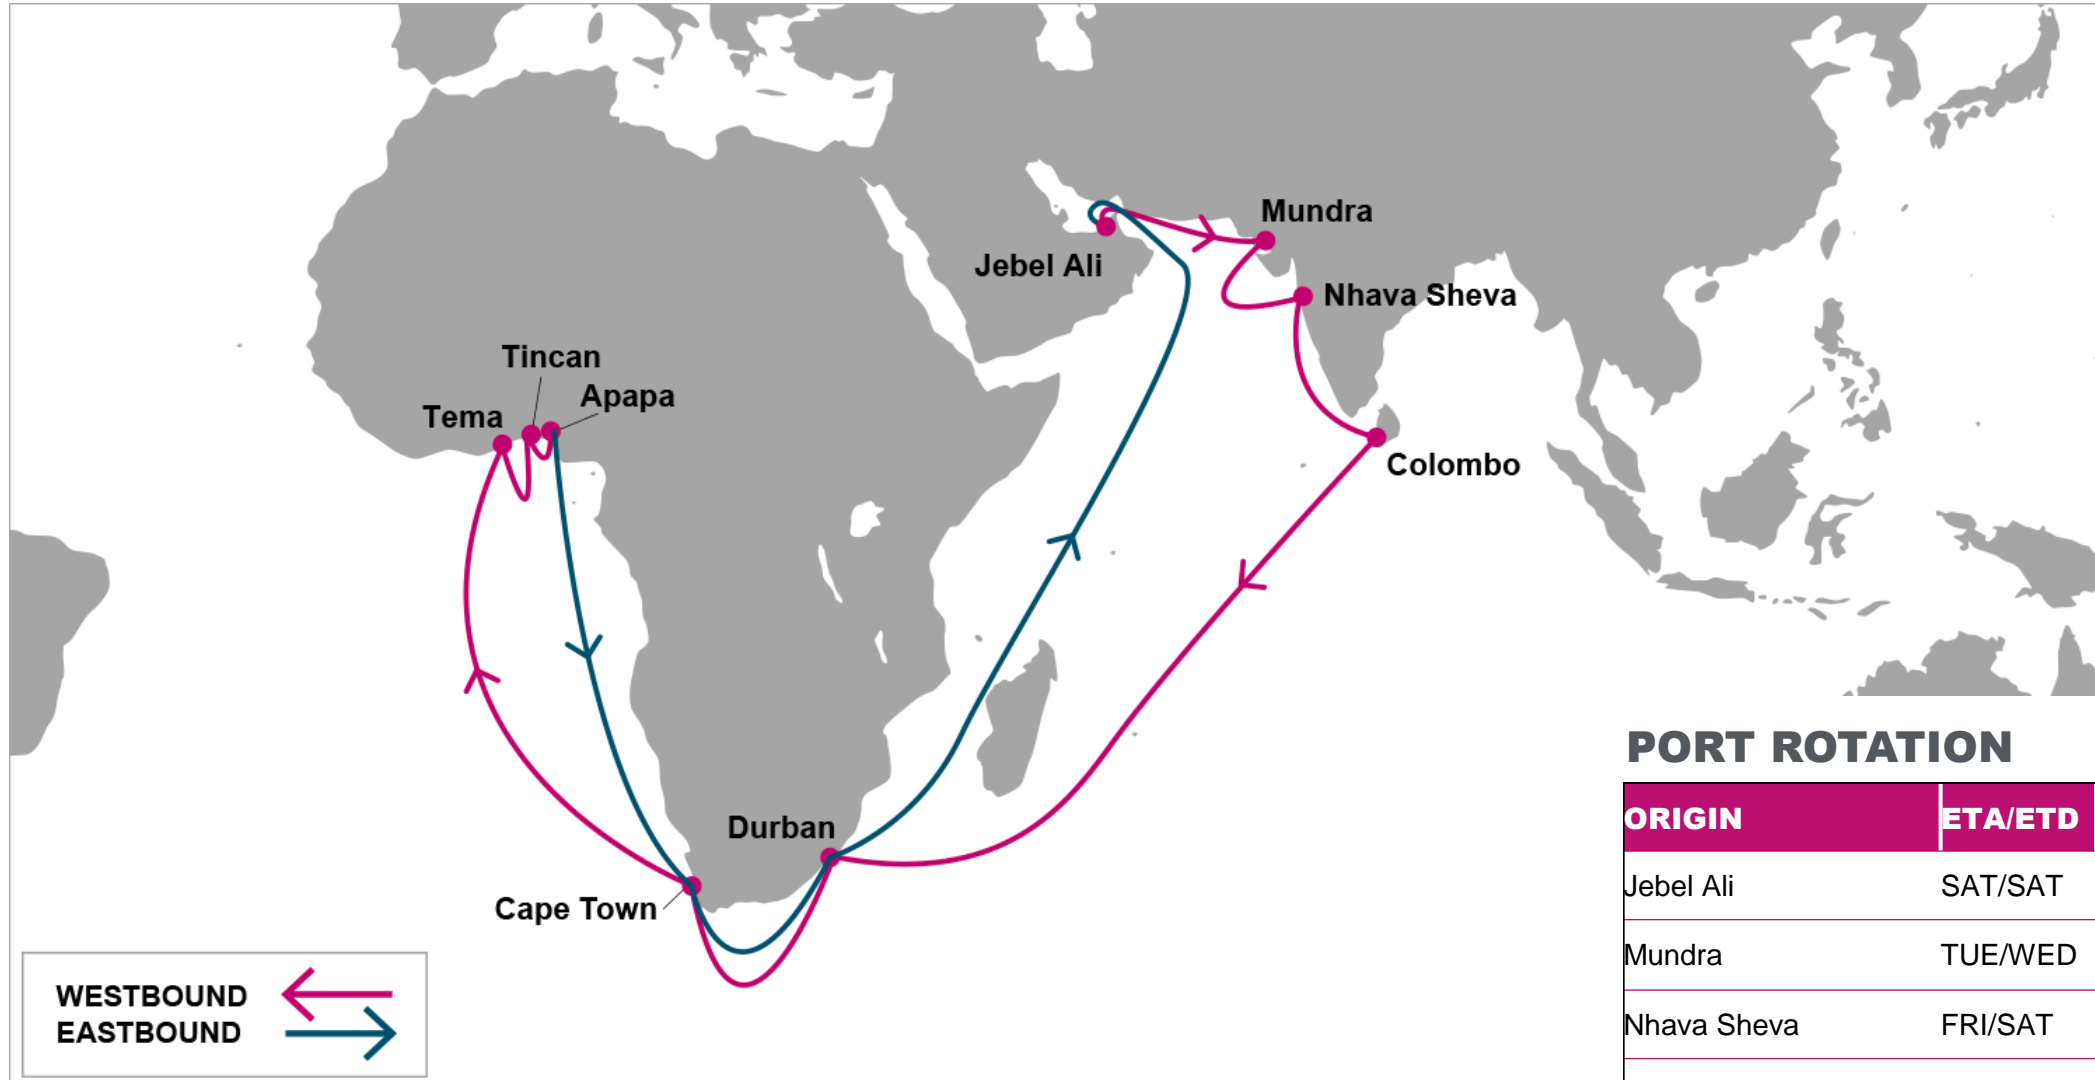 Mundra
Jebel Ali
Nhava Sheva
Tincan
Apapa
Tema
Colombo
Durban
Cape Town
WESTBOUND
EASTBOUND
PORT ROTATION
ORIGIN ETA/ETD
Jebel Ali SAT/SAT
Mundra TUE/WED
Nhava Sheva FRI/SAT